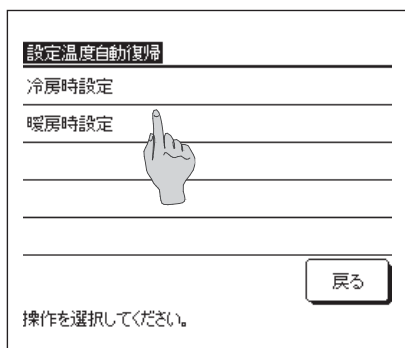 設定温度自動復帰
冷房時設定
暖房時設定
戻る
操作を選択してください。